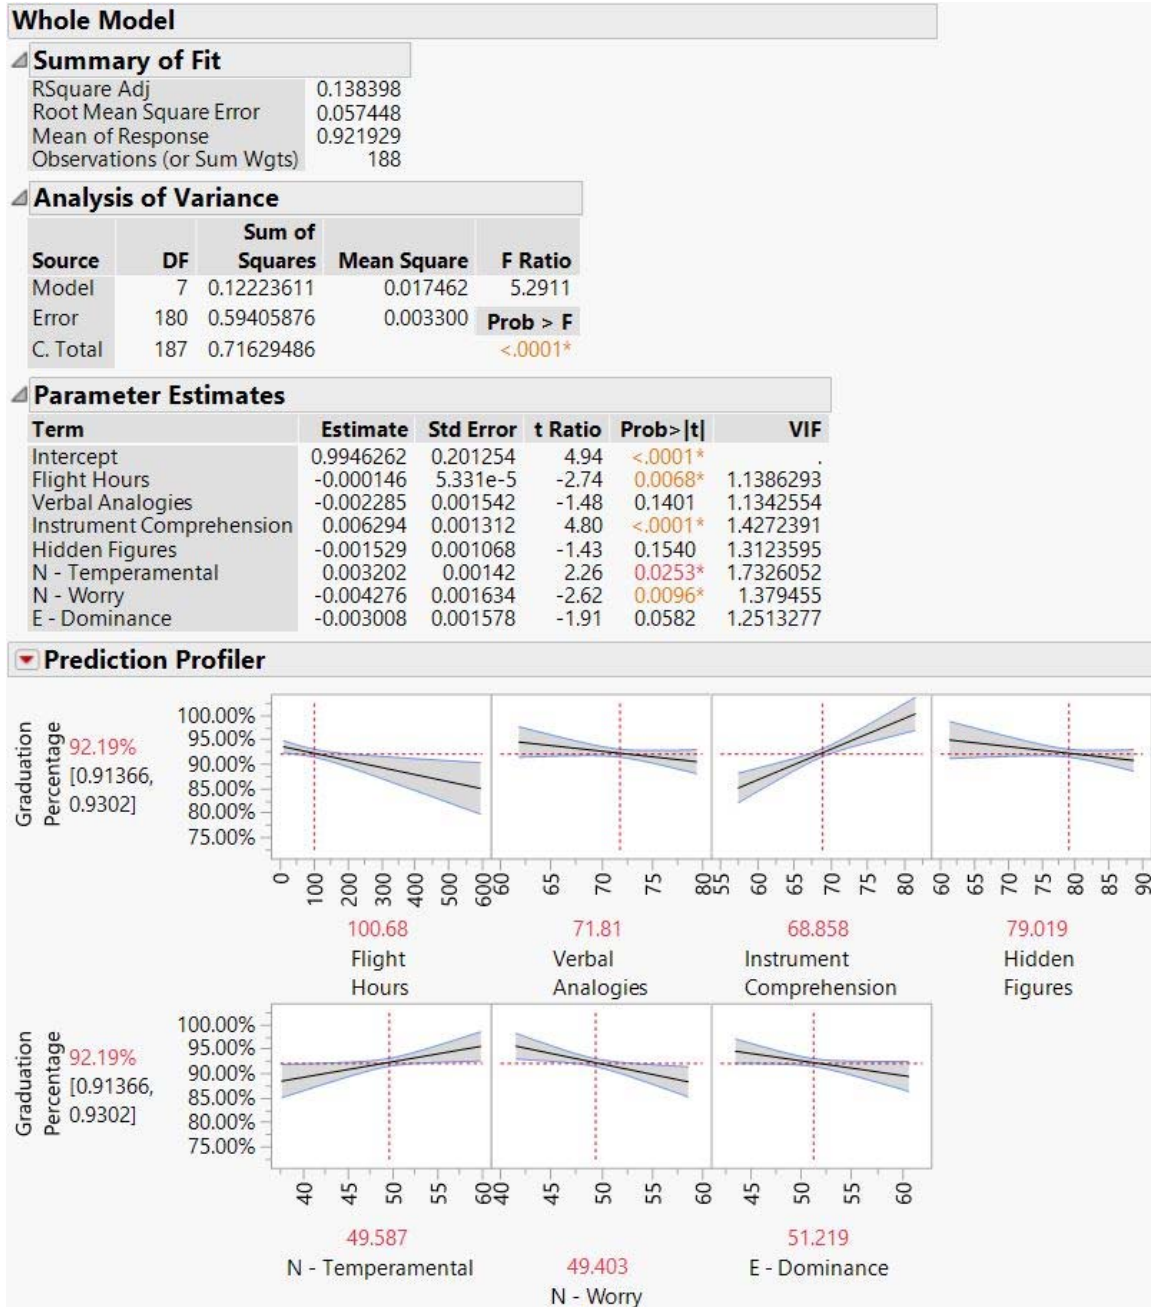 Whole Model
Summary of Fit
RSquare Adj 0.138398
Root Mean Square Error 0.057448
Mean of Response 0.921929
Observations (or Sum Wgts) 188
Analysis of Variance
Sum of
Source DF Squares Mean Square F Ratio
Model 7 0.12223611 0.017462 5.2911
Error 180 0.59405876 0.003300 Prob > F
C. Total 187 0.71629486 <.0001*
Parameter Estimates
Term Estimate Std Error t Ratio Prob>|t| VIF
Intercept 0.9946262 0.201254 4.94 <.0001* .
Flight Hours -0.000146 5.331e-5 -2.74 0.0068* 1.1386293
Verbal Analogies -0.002285 0.001542 -1.48 0.1401 1.1342554
Instrument Comprehension 0.006294 0.001312 4.80 <.0001* 1.4272391
Hidden Figures -0.001529 0.001068 -1.43 0.1540 1.3123595
N - Temperamental 0.003202 0.00142 2.26 0.0253* 1.7326052
N - Worry -0.004276 0.001634 -2.62 0.0096* 1.379455
E - Dominance -0.003008 0.001578 -1.91 0.0582 1.2513277
Prediction Profiler
Graduation
Percentage
92.19%
[0.91366,
0.9302]
100.00%
95.00%
90.00%
85.00%
80.00%
75.00%
0 100 200 300 400 500 600 60 65 70 75 80 55 60 65 70 75 80 60 65 70 75 80 85 90
100.68 71.81 68.858 79.019
Flight Verbal Instrument Hidden
Hours Analogies Comprehension Figures
Graduation
Percentage
92.19%
[0.91366,
0.9302]
100.00%
95.00%
90.00%
85.00%
80.00%
75.00%
40 45 50 55 60 40 45 50 55 60 45 50 55 60
49.587 51.219
N - Temperamental 49.403 E - Dominance
N - Worry